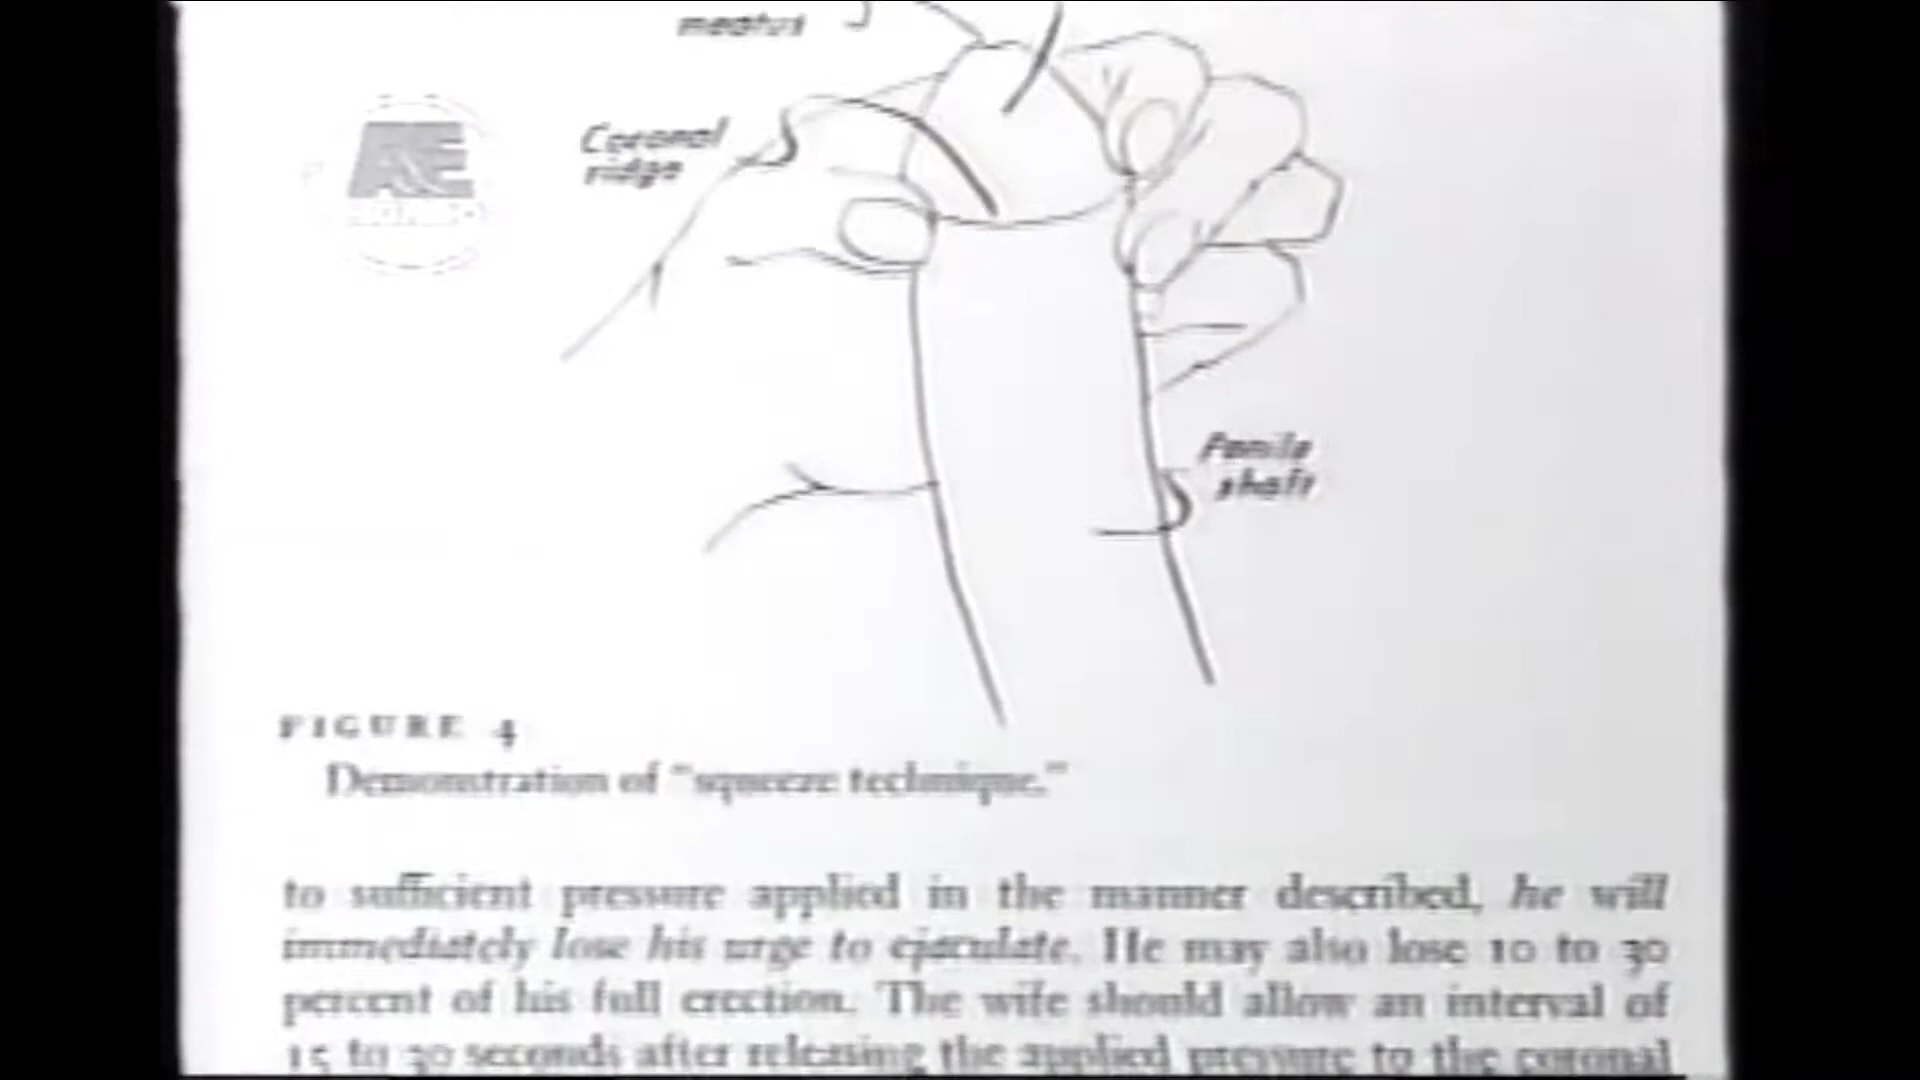 meatus
Coronal
ridge
A&E
Penile
shaft
FIGURE 4
Demonstration of "squeeze technique."
to sufficient pressure applied in the manner described, he will
immediately lose his urge to ejaculate. He may also lose 10 to 30
percent of his full erection. The wife should allow an interval of
15 to 30 seconds after releasing the applied pressure to the coronal